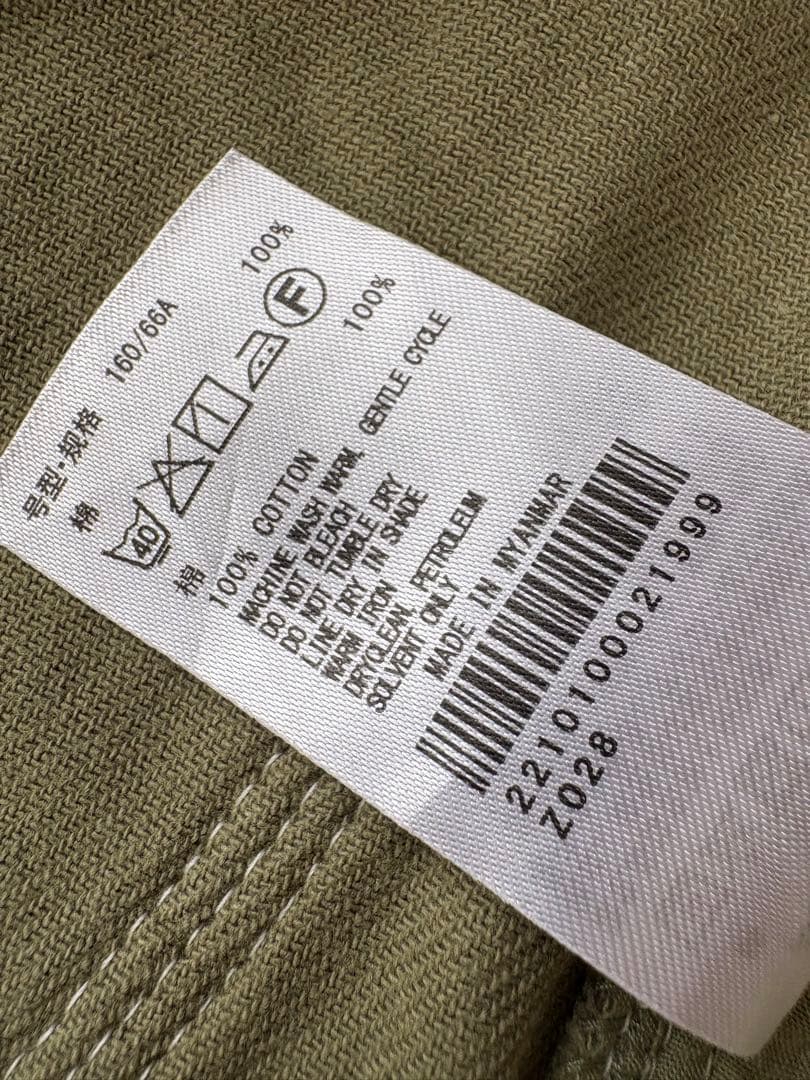 号型·规格 160/66A
棉 100%
40 F
棉 100%
100% COTTON
MACHINE WASH WARM, GENTLE CYCLE
DO NOT BLEACH
DO NOT TUMBLE DRY
LINE DRY IN SHADE
WARM IRON
DRYCLEAN, PETROLEUM
SOLVENT ONLY
MADE IN MYANMAR
2210100021999
Z028